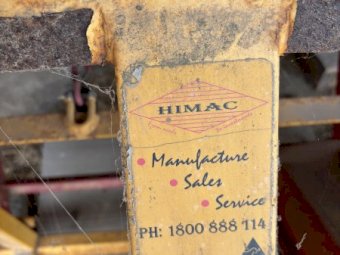 HIMAC
Manufacture
Sales
Service
PH: 1800 888 114